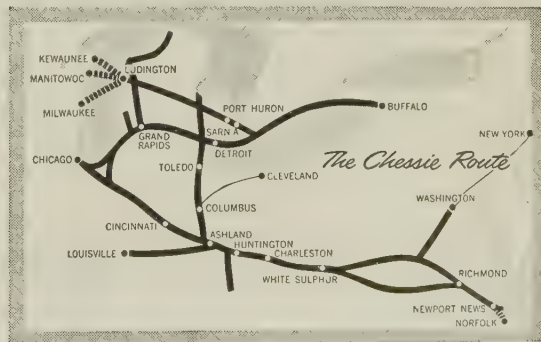 KEWAUNEE
LUDINGTON
MANITOWOC
MILWAUKEE
PORT HURON
BUFFALO
GRAND
RAPIDS
SARNIA
DETROIT
NEW YORK
CHICAGO
TOLEDO
The Chessie Route
CLEVELAND
WASHINGTON
COLUMBUS
CINCINNATI
ASHLAND
LOUISVILLE
HUNTINGTON
CHARLESTON
WHITE SULPHUR
RICHMOND
NEWPORT NEWS
NORFOLK